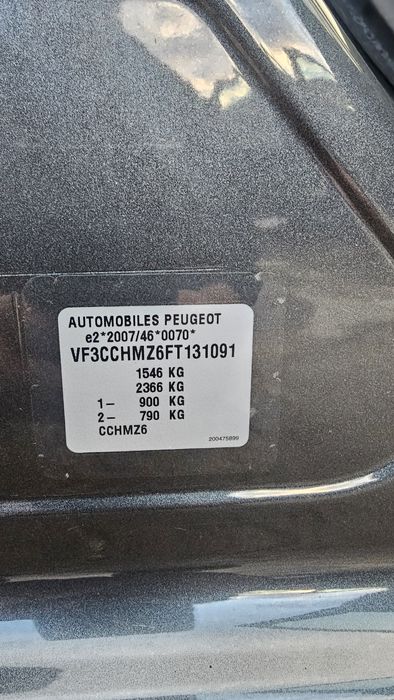 AUTOMOBILES PEUGEOT
e2*2007/46*0070*
VF3CCHMZ6FT131091
1546 KG
2366 KG
1- 900 KG
2- 790 KG
CCHMZ6
200475899